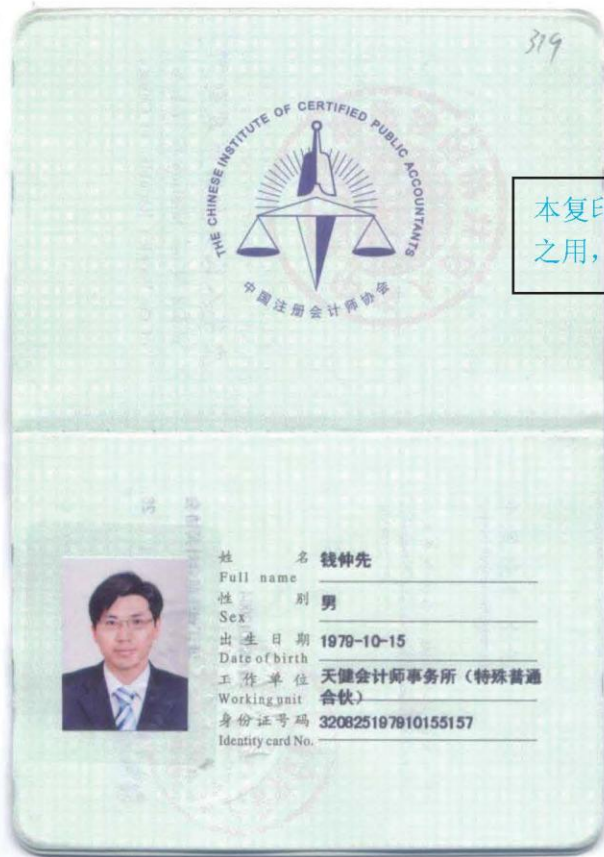 319
THE CHINESE INSTITUTE OF CERTIFIED PUBLIC ACCOUNTANTS
中国注册会计师协会
本复印
之用，
姓 名 钱仲先
Full name
性 别 男
Sex
出生日期 1979-10-15
Date of birth
工作单位 天健会计师事务所（特殊普通
Working unit 合伙）
身份证号码 320825197910155157
Identity card No.